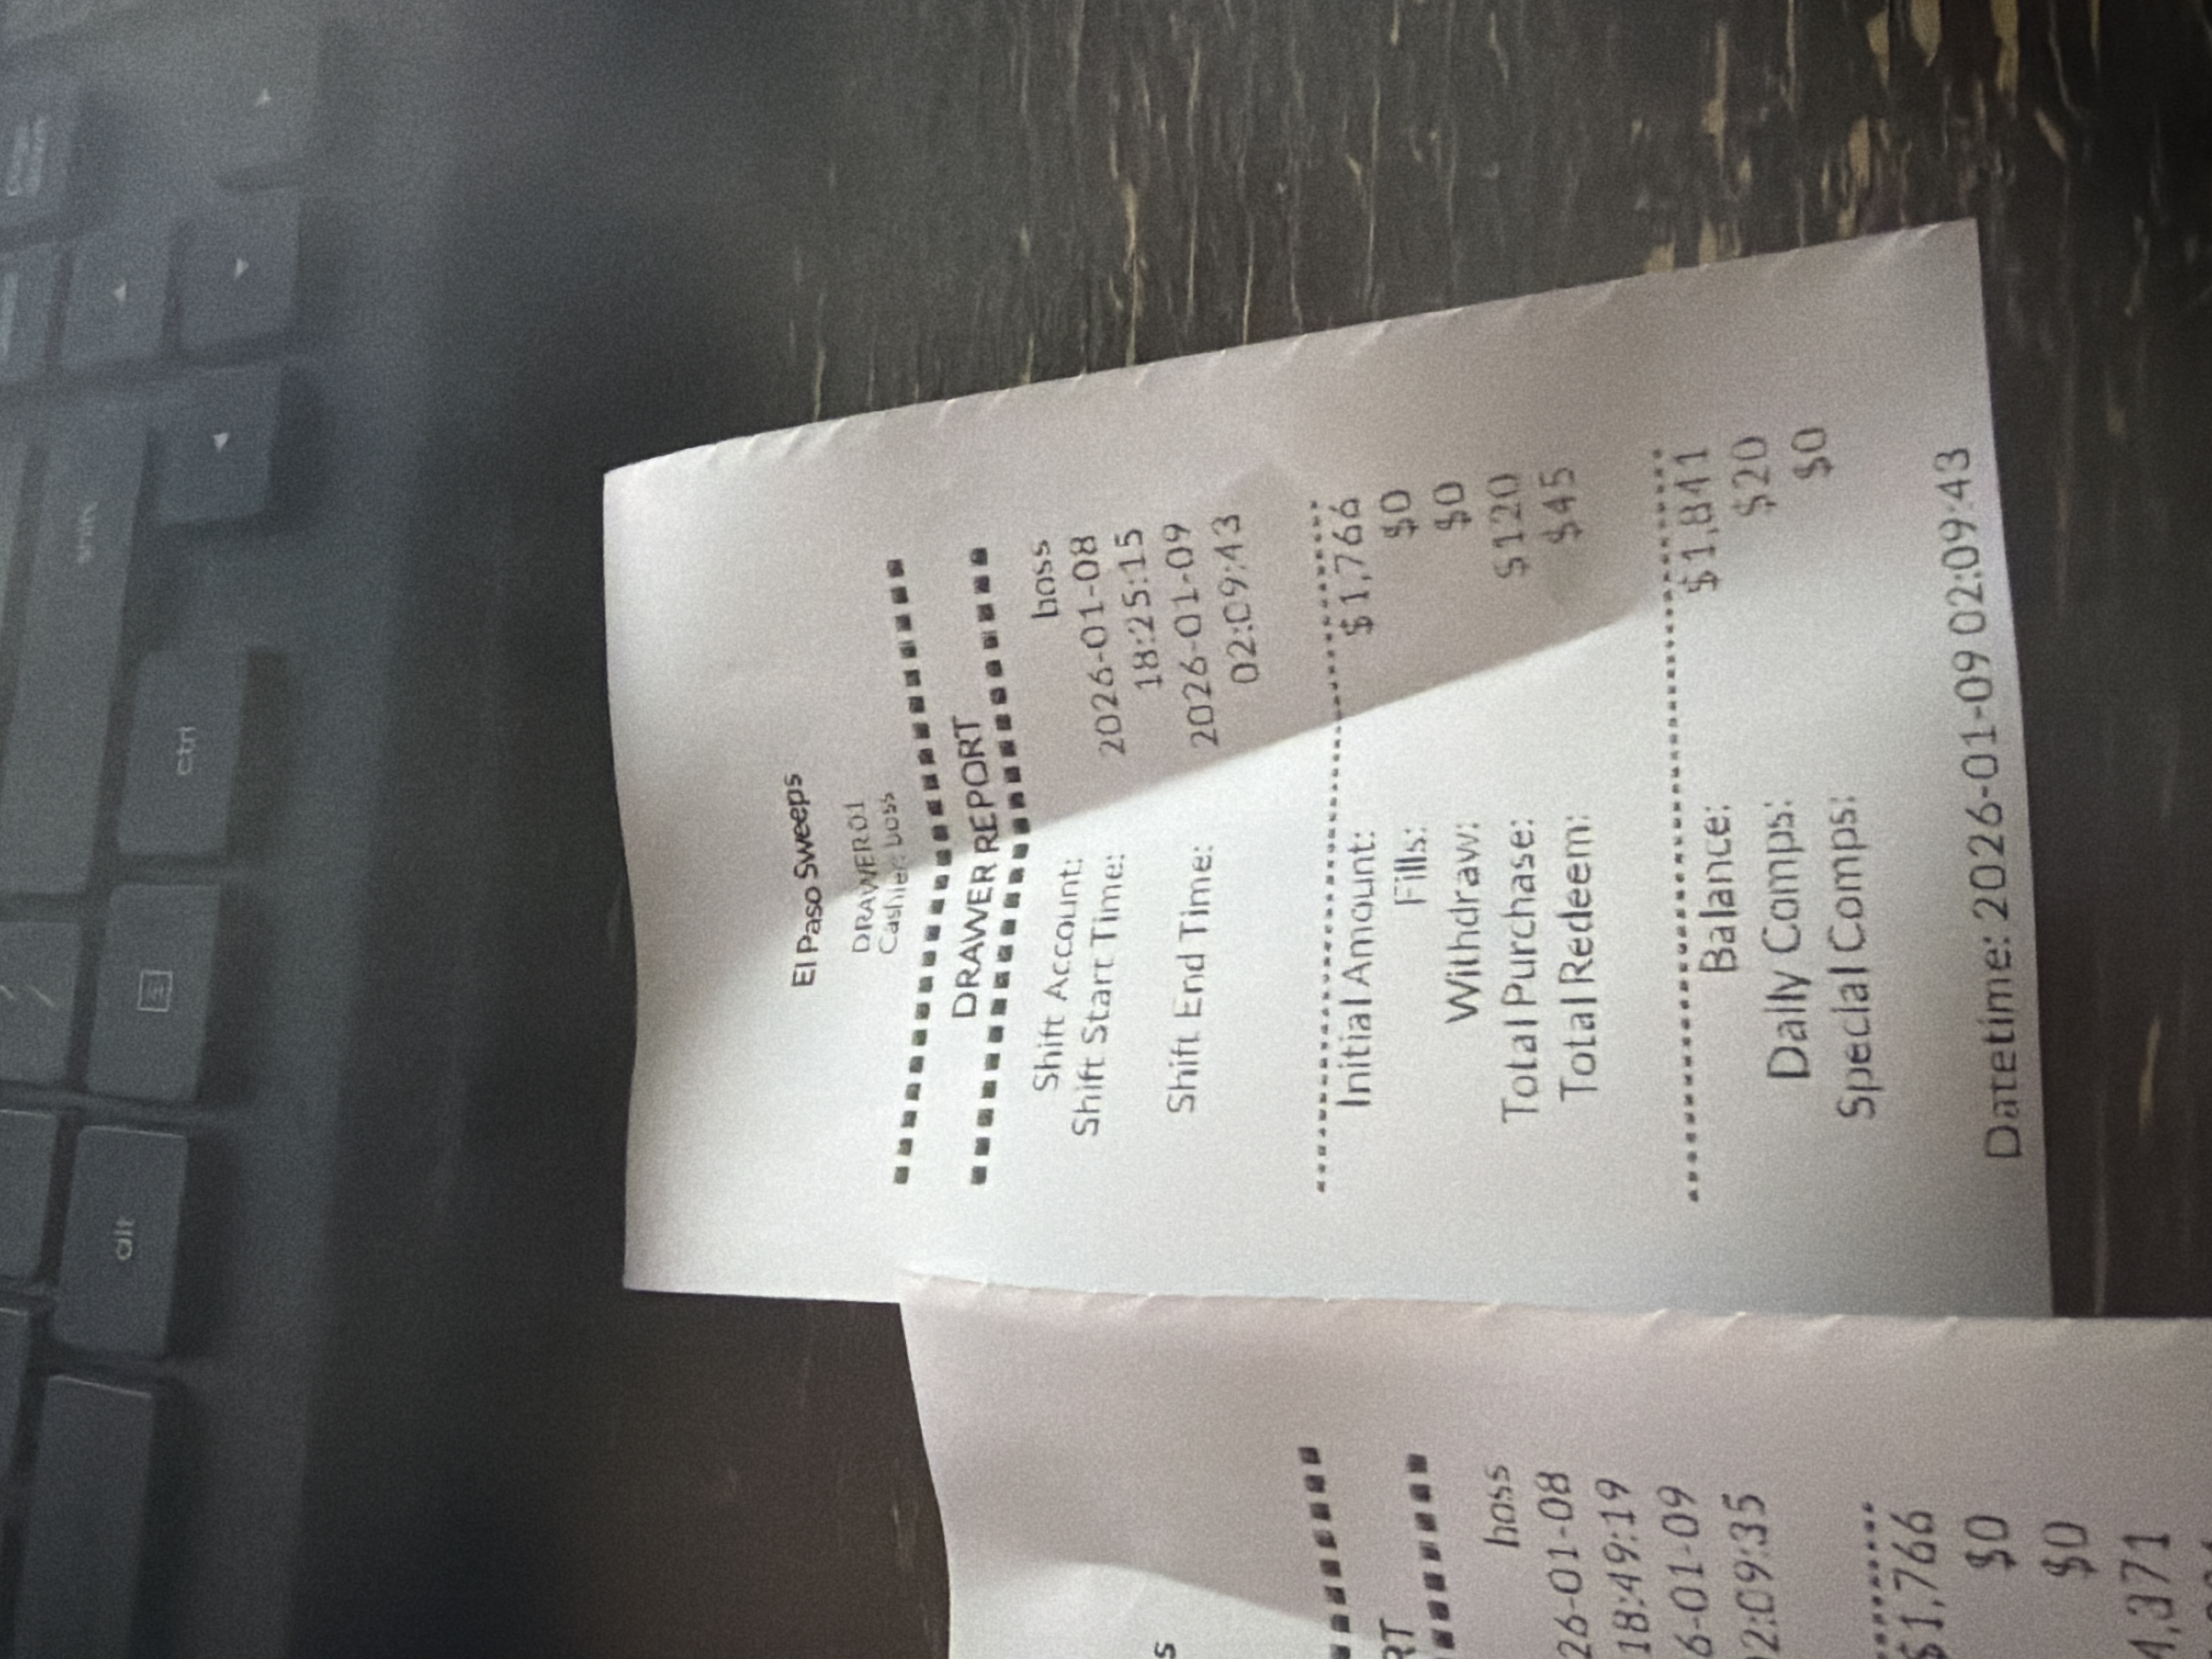 El Paso Sweeps
DRAWER01
Cashier: boss
DRAWER REPORT
Shift Account: boss
Shift Start Time: 2026-01-08
18:25:15
Shift End Time: 2026-01-09
02:09:43
Initial Amount: $1,766
Fills: $0
Withdraw: $0
Total Purchase: $120
Total Redeem: $45
Balance: $1,841
Daily Comps: $20
Special Comps: $0
Datetime: 2026-01-09 02:09:43
s
RT
boss
26-01-08
18:49:19
6-01-09
2:09:35
$1,766
$0
$0
,371
shift
ctrl
alt